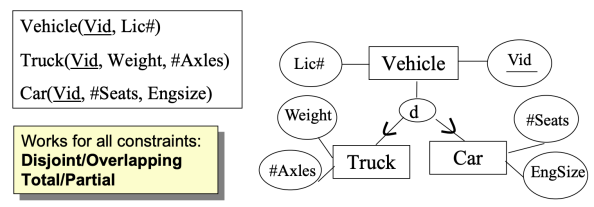 Vehicle(Vid, Lic#)
Truck(Vid, Weight, #Axles)
Car(Vid, #Seats, Engsize)
Works for all constraints:
Disjoint/Overlapping
Total/Partial
Lic#
Vehicle
Vid
d
Weight
#Axles
Truck
Car
#Seats
EngSize